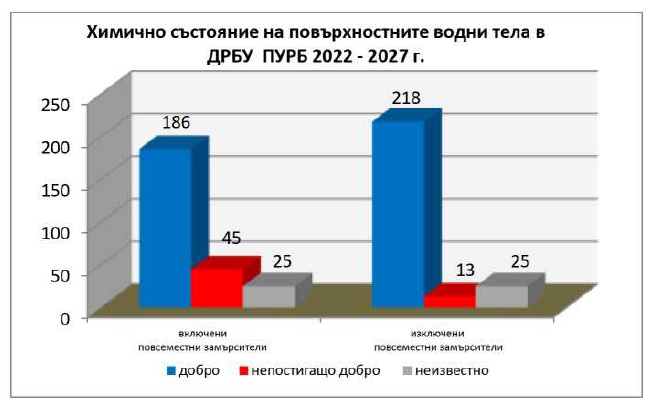 Химично състояние на повърхностните водни тела в
ДРБУ ПУРБ 2022 - 2027 г.
250
200
150
100
50
0
186
45
25
218
13
25
включени
повсеместни замърсители
изключени
повсеместни замърсители
добро непостигащо добро неизвестно